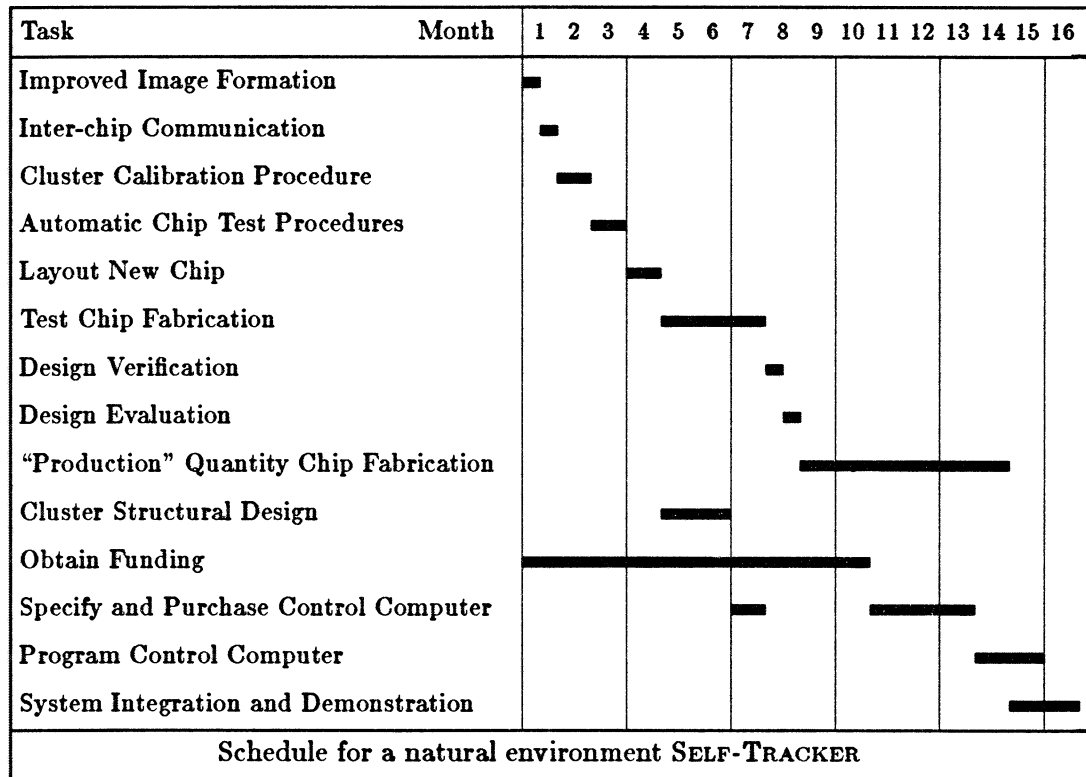 Task Month 1 2 3 4 5 6 7 8 9 10 11 12 13 14 15 16
Improved Image Formation
Inter-chip Communication
Cluster Calibration Procedure
Automatic Chip Test Procedures
Layout New Chip
Test Chip Fabrication
Design Verification
Design Evaluation
“Production” Quantity Chip Fabrication
Cluster Structural Design
Obtain Funding
Specify and Purchase Control Computer
Program Control Computer
System Integration and Demonstration
Schedule for a natural environment SELF-TRACKER